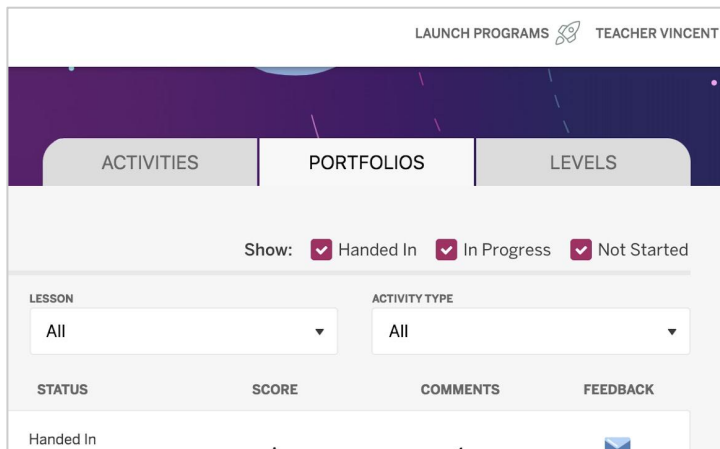 LAUNCH PROGRAMS TEACHER VINCENT
ACTIVITIES PORTFOLIOS LEVELS
Show: Handed In In Progress Not Started
LESSON ACTIVITY TYPE
All All
STATUS SCORE COMMENTS FEEDBACK
Handed In